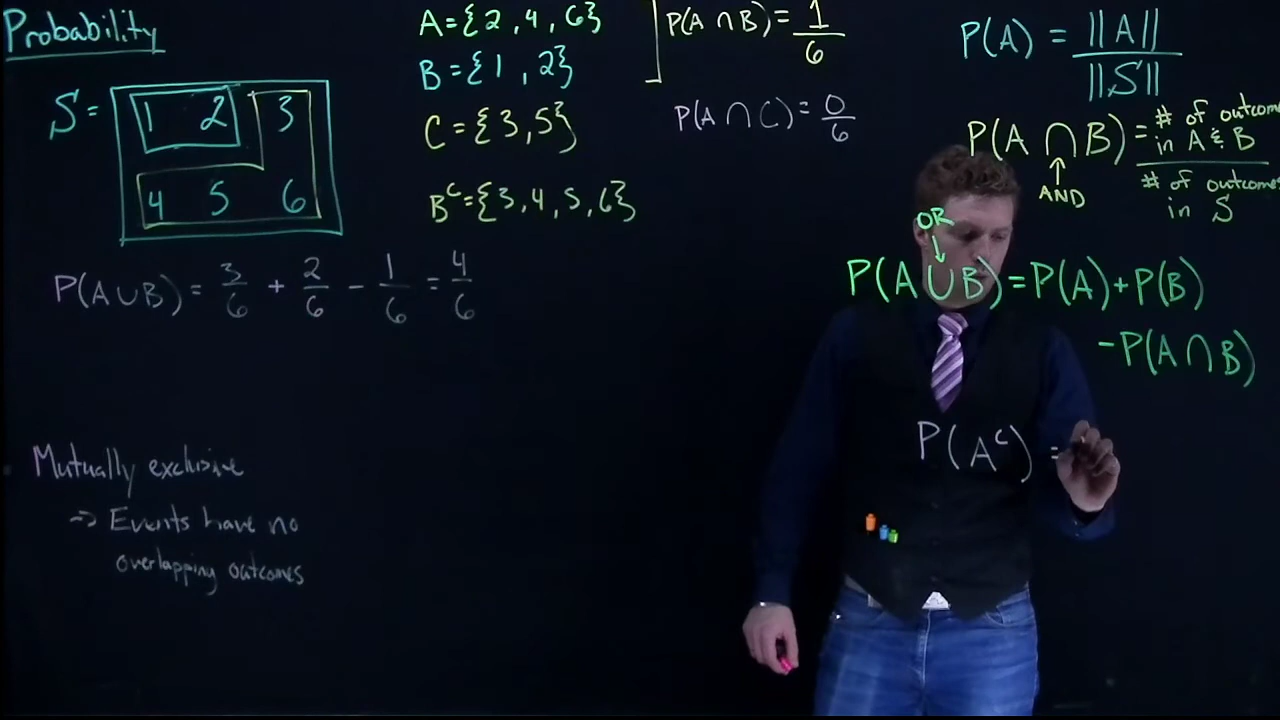 Probability
S = 1 2 3
4 5 6
P(A ∪ B) = 3/6 + 2/6 - 1/6 = 4/6
Mutually exclusive
→ Events have no
overlapping outcomes
A = {2, 4, 6}
B = {1, 2}
C = {3, 5}
Bᶜ = {3, 4, 5, 6}
P(A ∩ B) = 1/6
P(A ∩ C) = 0/6
P(A) = ||A|| / ||S||
P(A ∩ B) = # of outcomes in A & B / # of outcomes in S
AND
OR
P(A ∪ B) = P(A) + P(B)
- P(A ∩ B)
P(Aᶜ) =